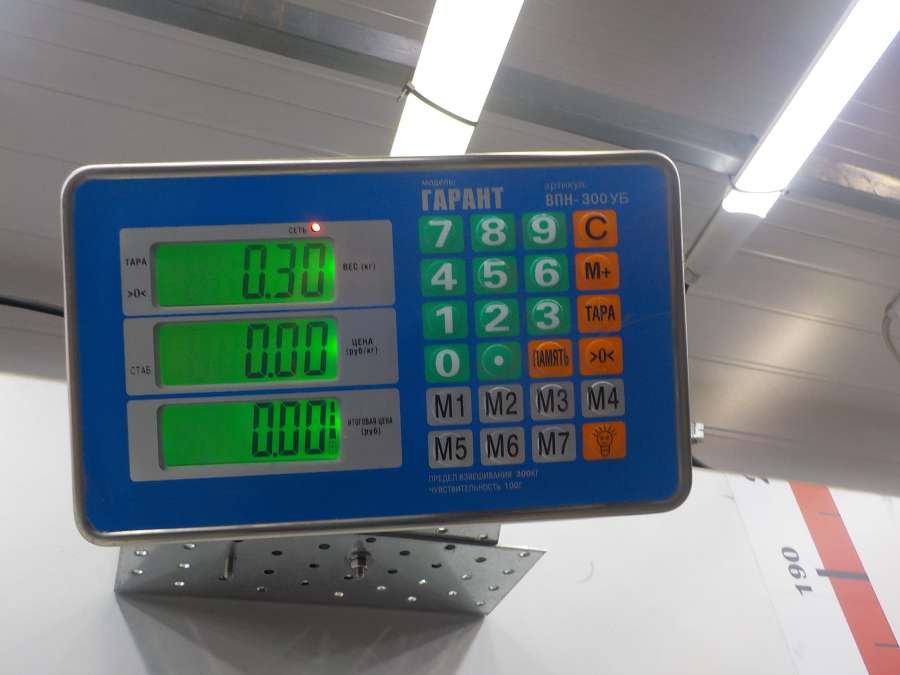 модель:
ГАРАНТ
артикул:
ВПН-300УБ
СЕТЬ
ТАРА
>0<
0.30
ВЕС (кг)
СТАБ
0.00
ЦЕНА
(руб/кг)
0.00
ИТОГОВАЯ ЦЕНА
(руб)
7 8 9 C
4 5 6 M+
1 2 3 ТАРА
0 . ПАМЯТЬ >0<
M1 M2 M3 M4
M5 M6 M7
ПРЕДЕЛ ВЗВЕШИВАНИЯ 300КГ
ЧУВСТВИТЕЛЬНОСТЬ 100Г
190